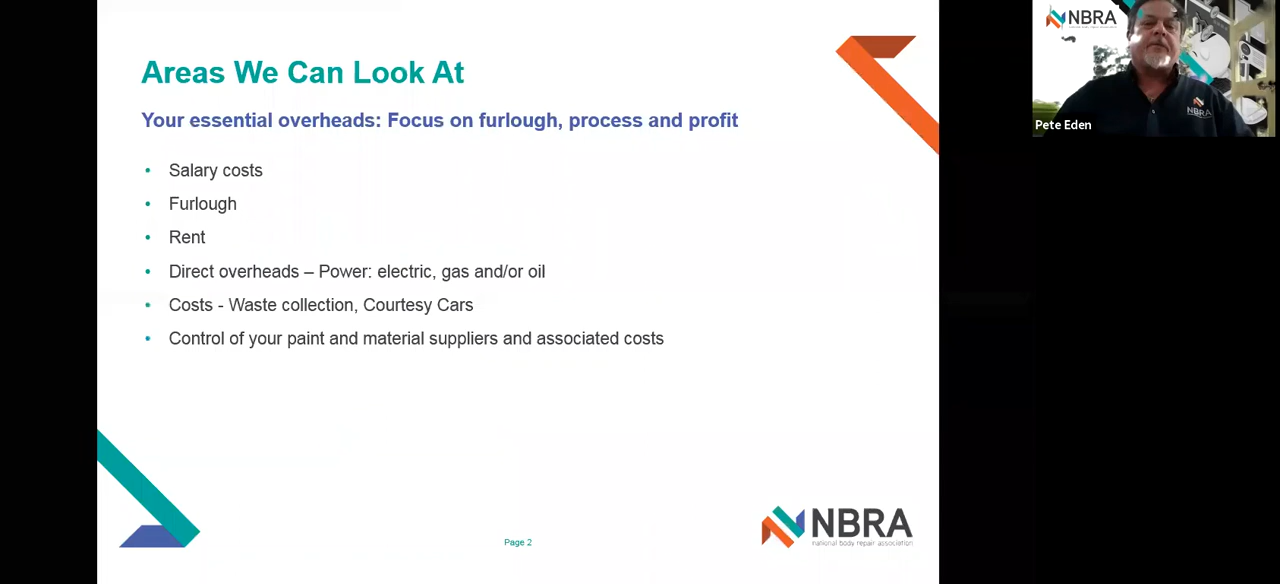 Areas We Can Look At
Your essential overheads: Focus on furlough, process and profit
• Salary costs
• Furlough
• Rent
• Direct overheads – Power: electric, gas and/or oil
• Costs - Waste collection, Courtesy Cars
• Control of your paint and material suppliers and associated costs
Page 2
NBRA
national body repair association
NBRA
NBRA
Pete Eden